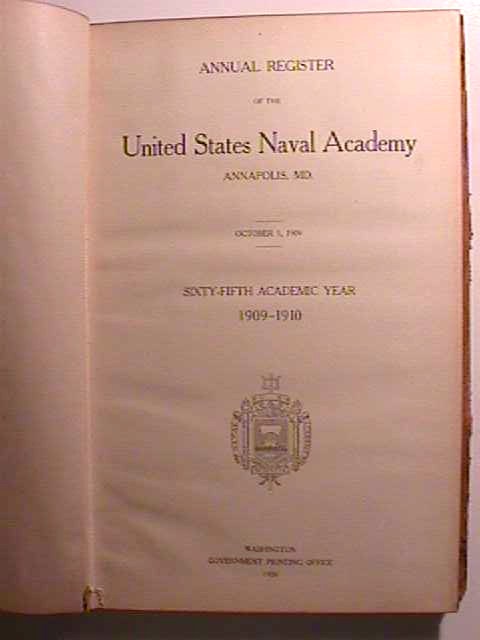 ANNUAL REGISTER
OF THE
United States Naval Academy
ANNAPOLIS, MD.
OCTOBER 1, 1909
SIXTY-FIFTH ACADEMIC YEAR
1909-1910
WASHINGTON
GOVERNMENT PRINTING OFFICE